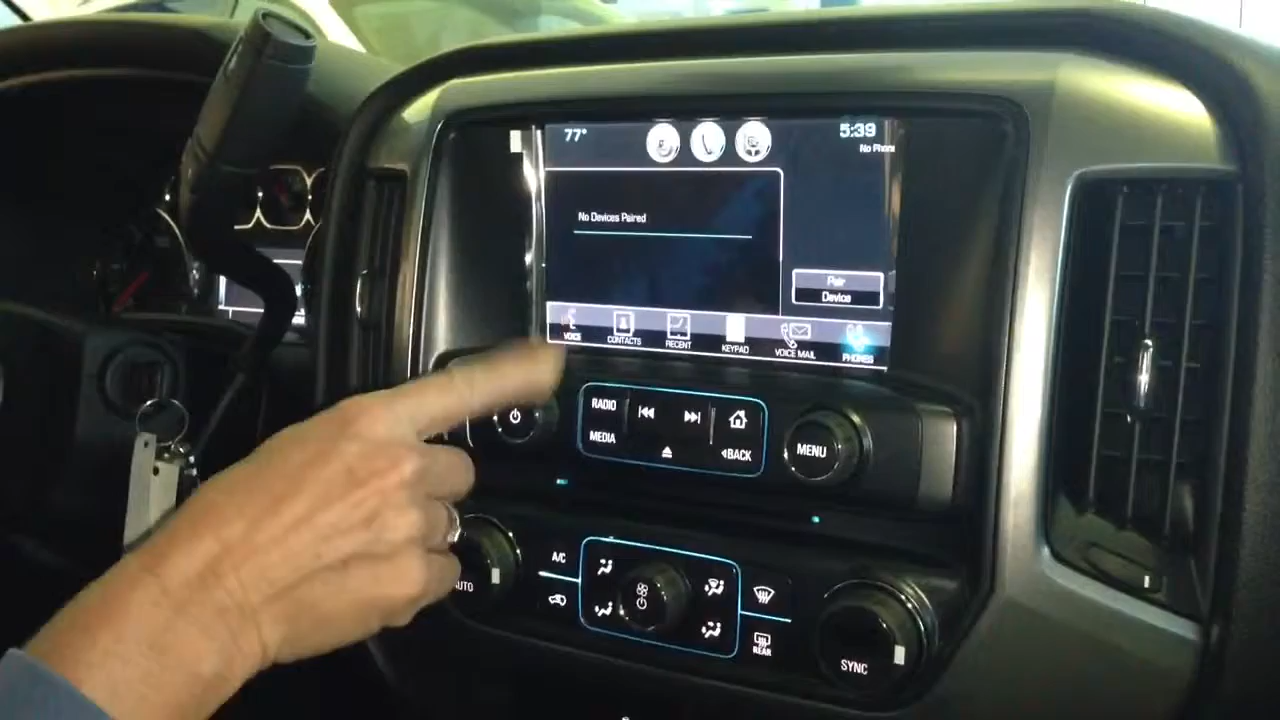 77°
5:39
No Phone
No Devices Paired
Pair
Device
VOICE
CONTACTS
RECENT
KEYPAD
VOICE MAIL
PHONES
RADIO
MEDIA
BACK
MENU
A/C
AUTO
REAR
SYNC